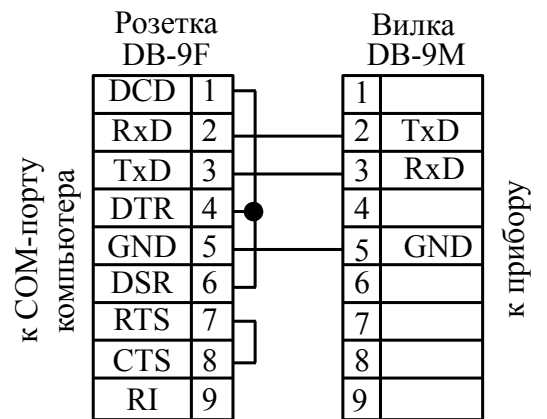 Розетка
DB-9F
Вилка
DB-9M
к COM-порту
компьютера
DCD 1
RxD 2
TxD 3
DTR 4
GND 5
DSR 6
RTS 7
CTS 8
RI 9
1
2 TxD
3 RxD
4
5 GND
6
7
8
9
к прибору